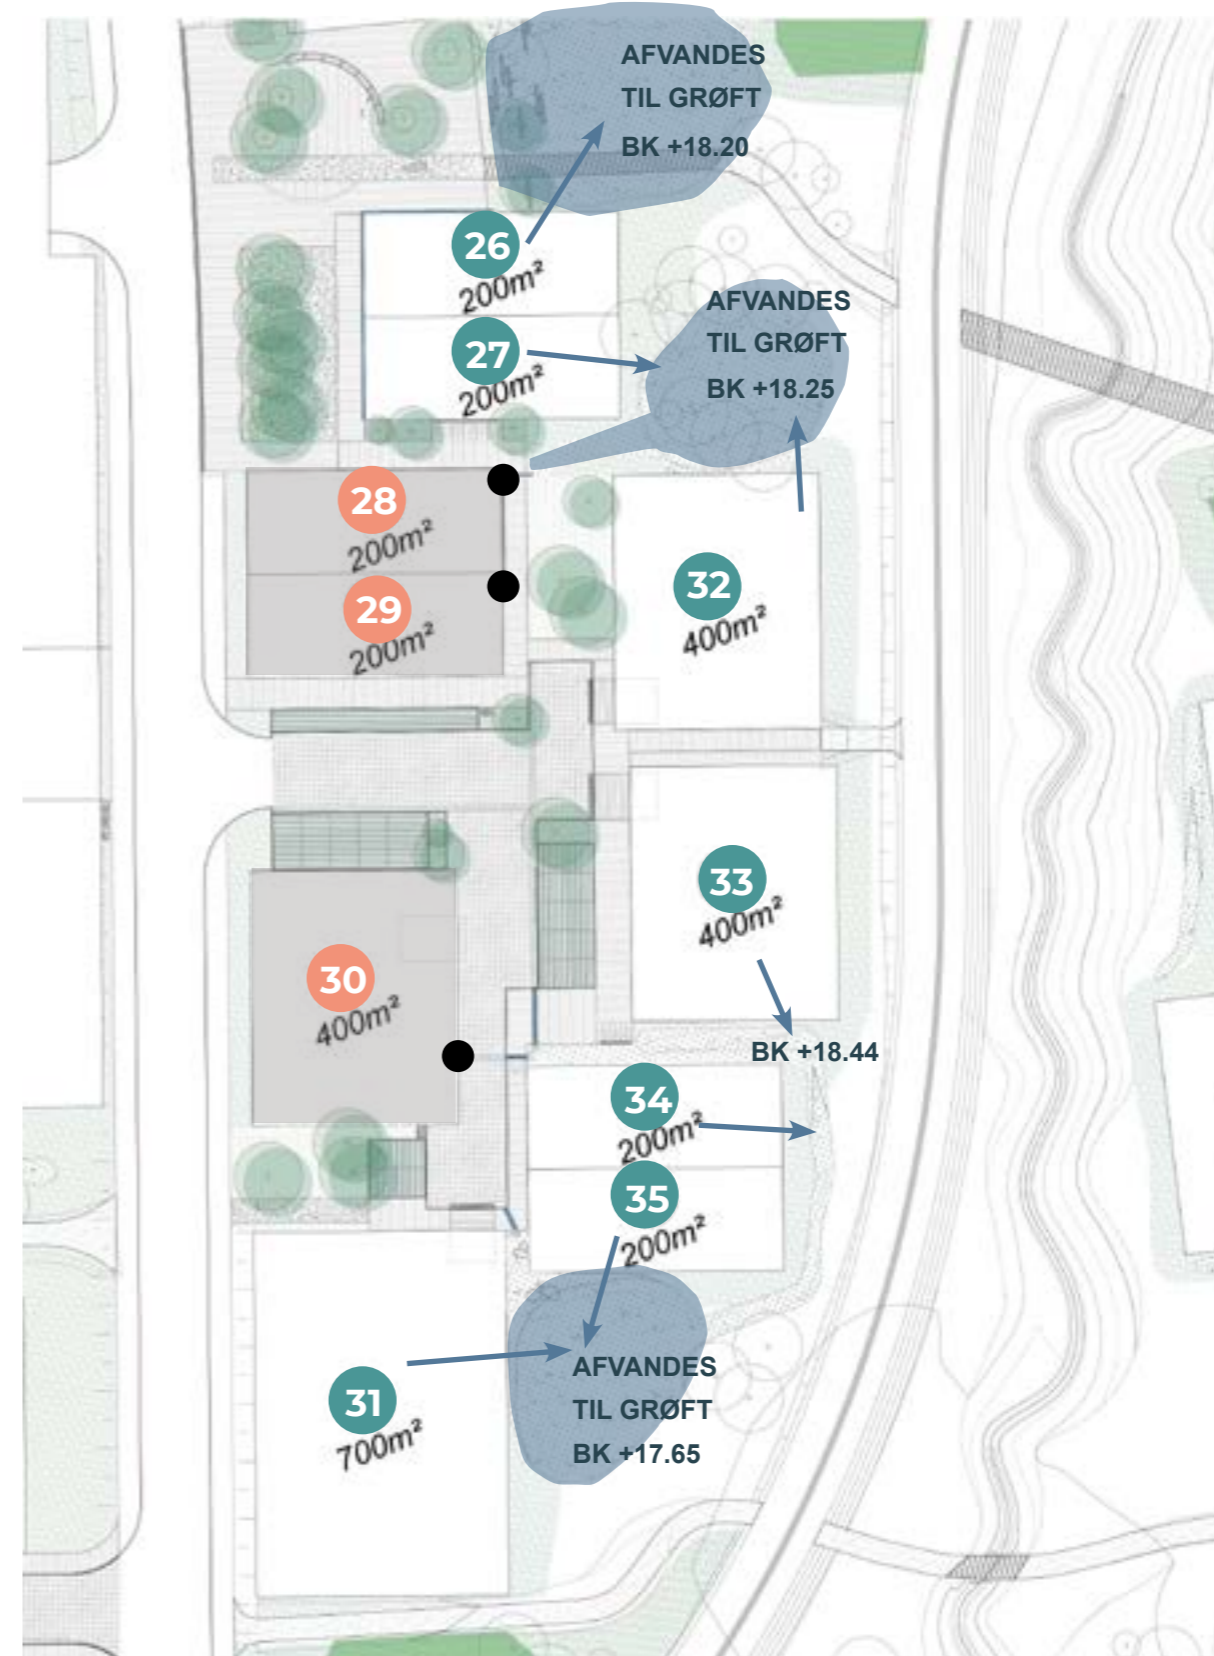 AFVANDES
TIL GRØFT
BK +18.20
26
200m²
27
200m²
AFVANDES
TIL GRØFT
BK +18.25
28
200m²
29
200m²
32
400m²
33
400m²
BK +18.44
30
400m²
34
200m²
35
200m²
AFVANDES
TIL GRØFT
BK +17.65
31
700m²